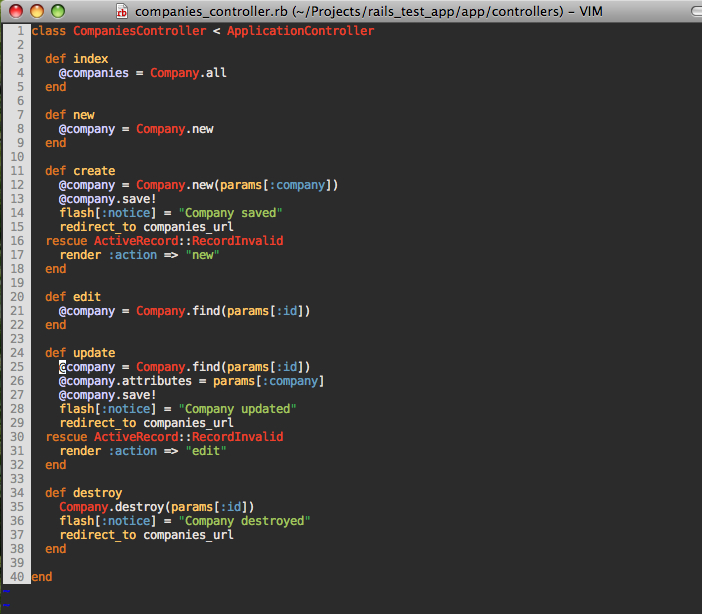 companies_controller.rb (~/Projects/rails_test_app/app/controllers) – VIM
1 class CompaniesController < ApplicationController
2
3   def index
4     @companies = Company.all
5   end
6
7   def new
8     @company = Company.new
9   end
10
11   def create
12     @company = Company.new(params[:company])
13     @company.save!
14     flash[:notice] = "Company saved"
15     redirect_to companies_url
16   rescue ActiveRecord::RecordInvalid
17     render :action => "new"
18   end
19
20   def edit
21     @company = Company.find(params[:id])
22   end
23
24   def update
25     @company = Company.find(params[:id])
26     @company.attributes = params[:company]
27     @company.save!
28     flash[:notice] = "Company updated"
29     redirect_to companies_url
30   rescue ActiveRecord::RecordInvalid
31     render :action => "edit"
32   end
33
34   def destroy
35     Company.destroy(params[:id])
36     flash[:notice] = "Company destroyed"
37     redirect_to companies_url
38   end
39
40 end
~
~